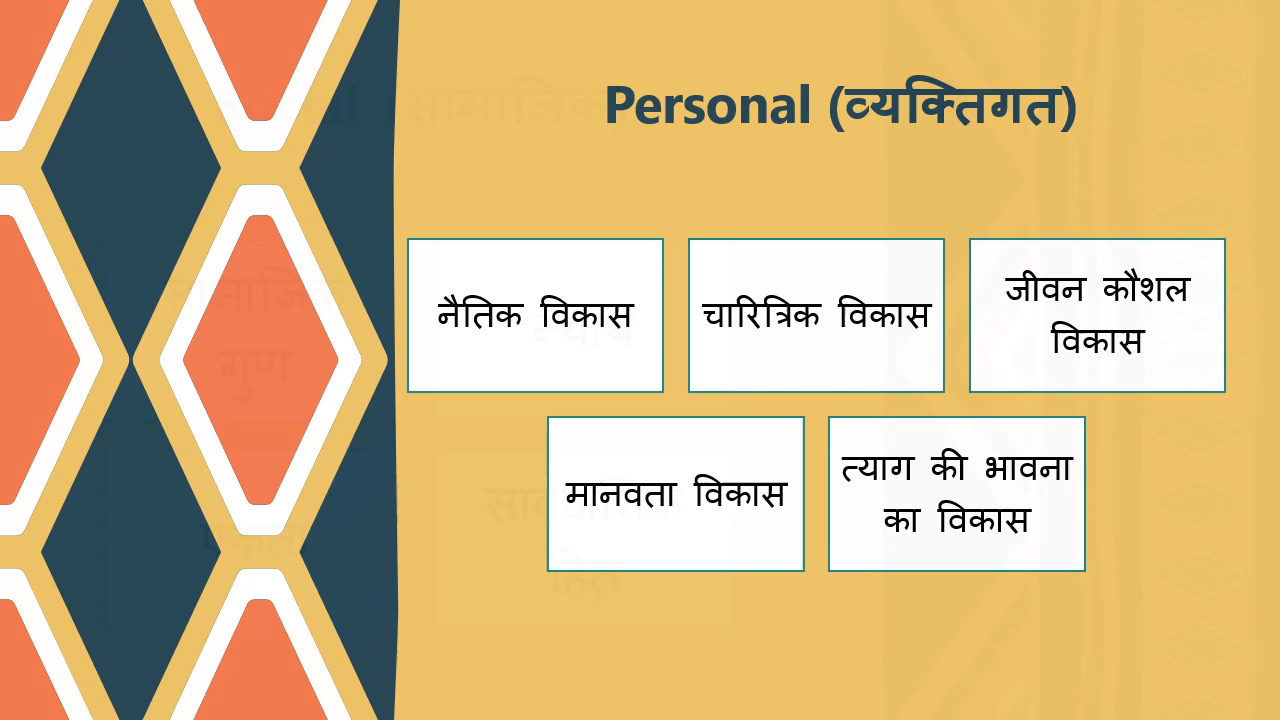 Personal (व्यक्तिगत)
नैतिक विकास
चारित्रिक विकास
जीवन कौशल
विकास
मानवता विकास
त्याग की भावना
का विकास